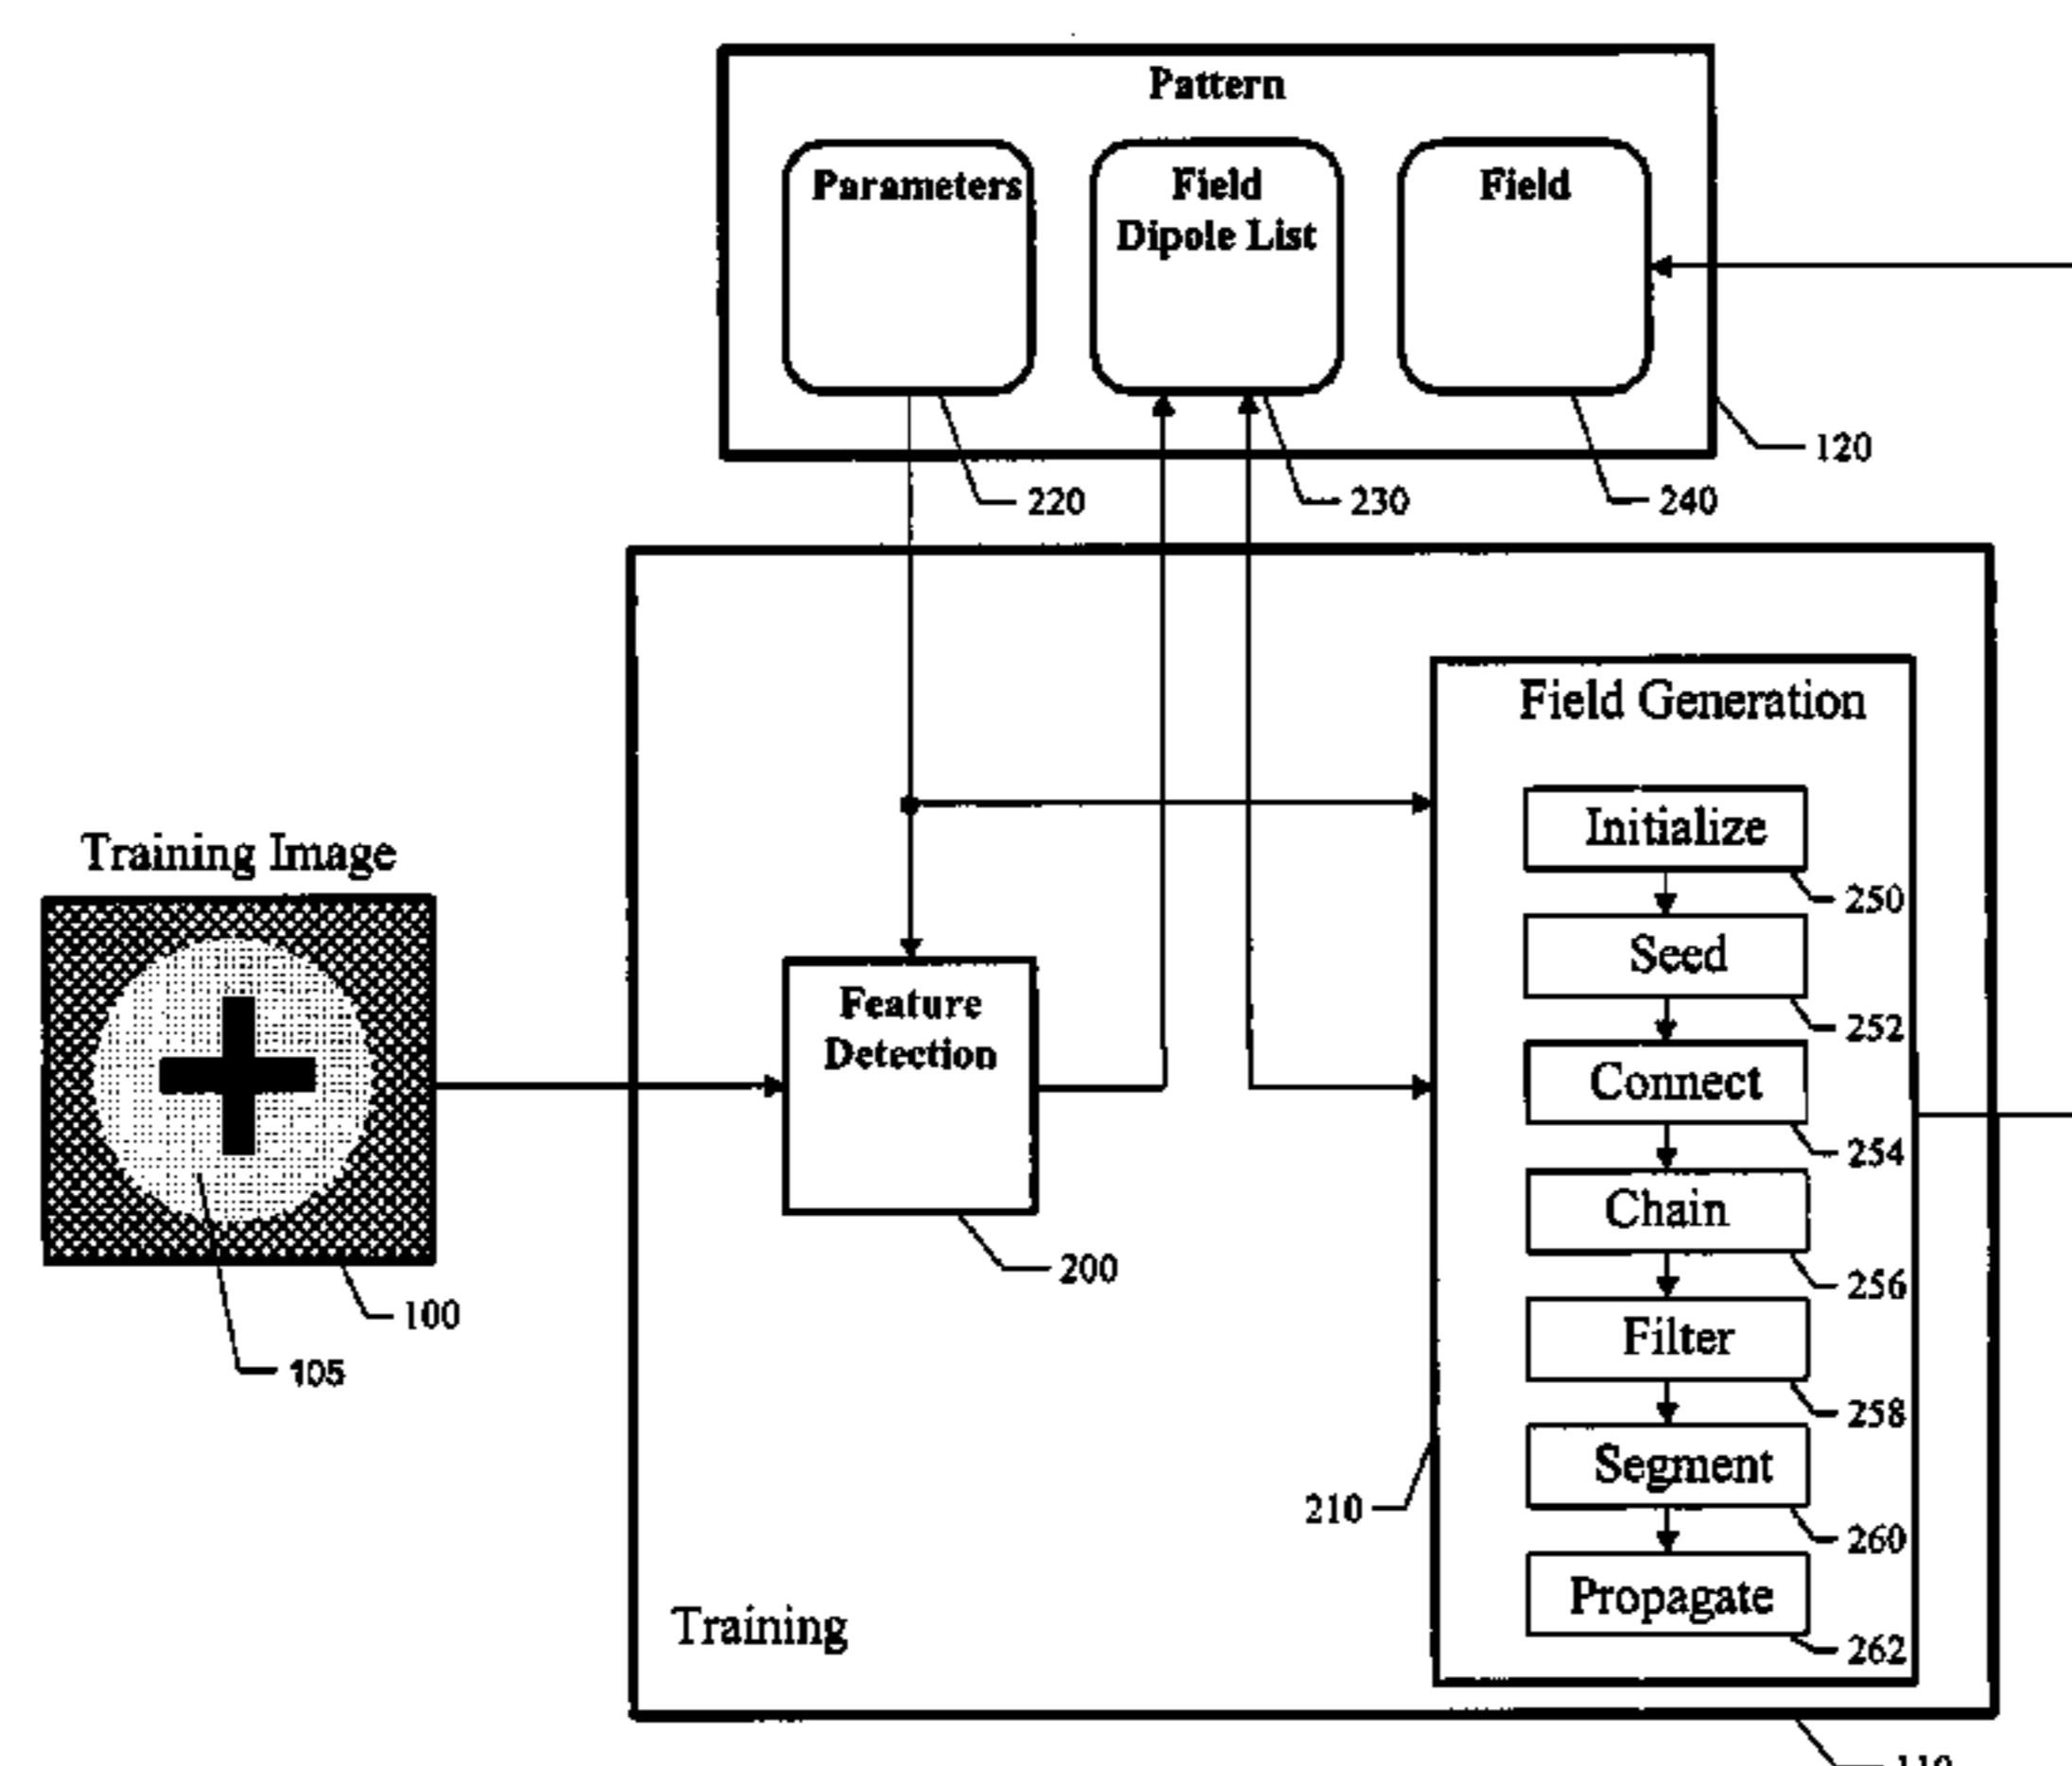 Pattern
Parameters
Field
Dipole List
Field
120
220
230
240
Field Generation
Initialize
250
Seed
252
Connect
254
Chain
256
Filter
258
Segment
260
Propagate
262
210
Training Image
Feature
Detection
200
100
105
Training